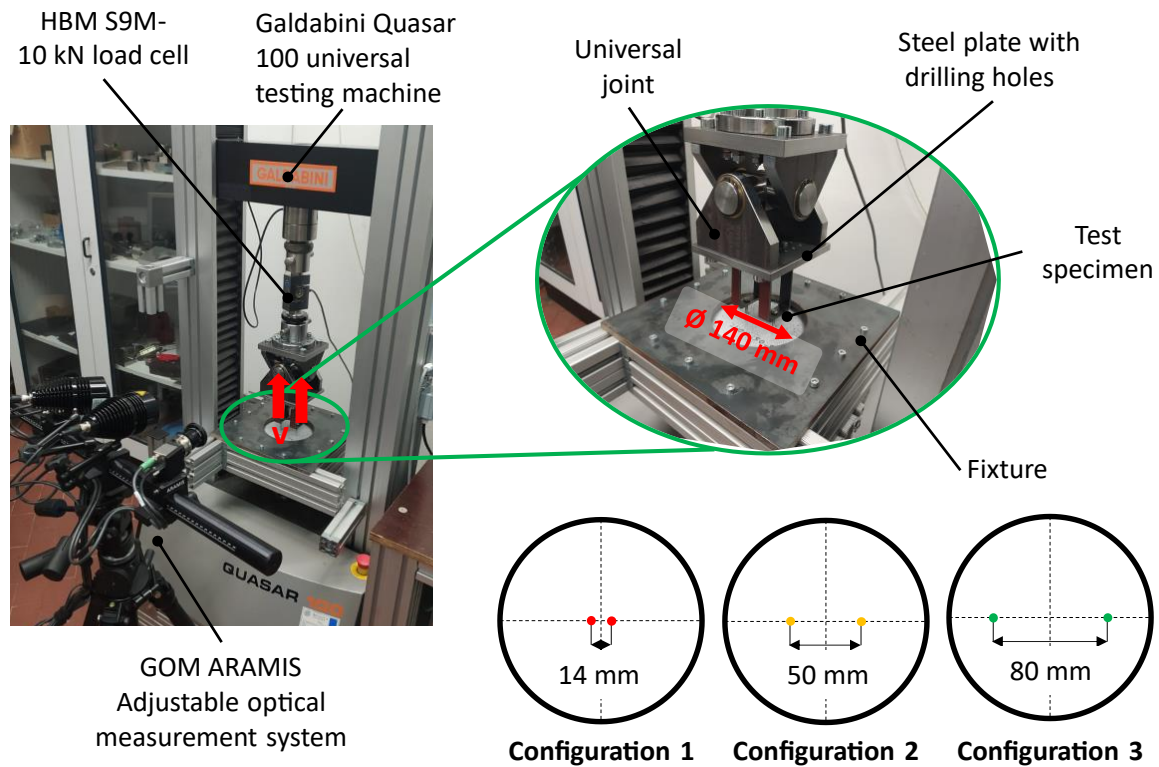 HBM S9M-
10 kN load cell
Galdabini Quasar
100 universal
testing machine
Universal
joint
Steel plate with
drilling holes
GALDABINI
Test
specimen
Ø 140 mm
v
Fixture
QUASAR 100
ARAMIS
GOM ARAMIS
Adjustable optical
measurement system
14 mm
50 mm
80 mm
Configuration 1
Configuration 2
Configuration 3